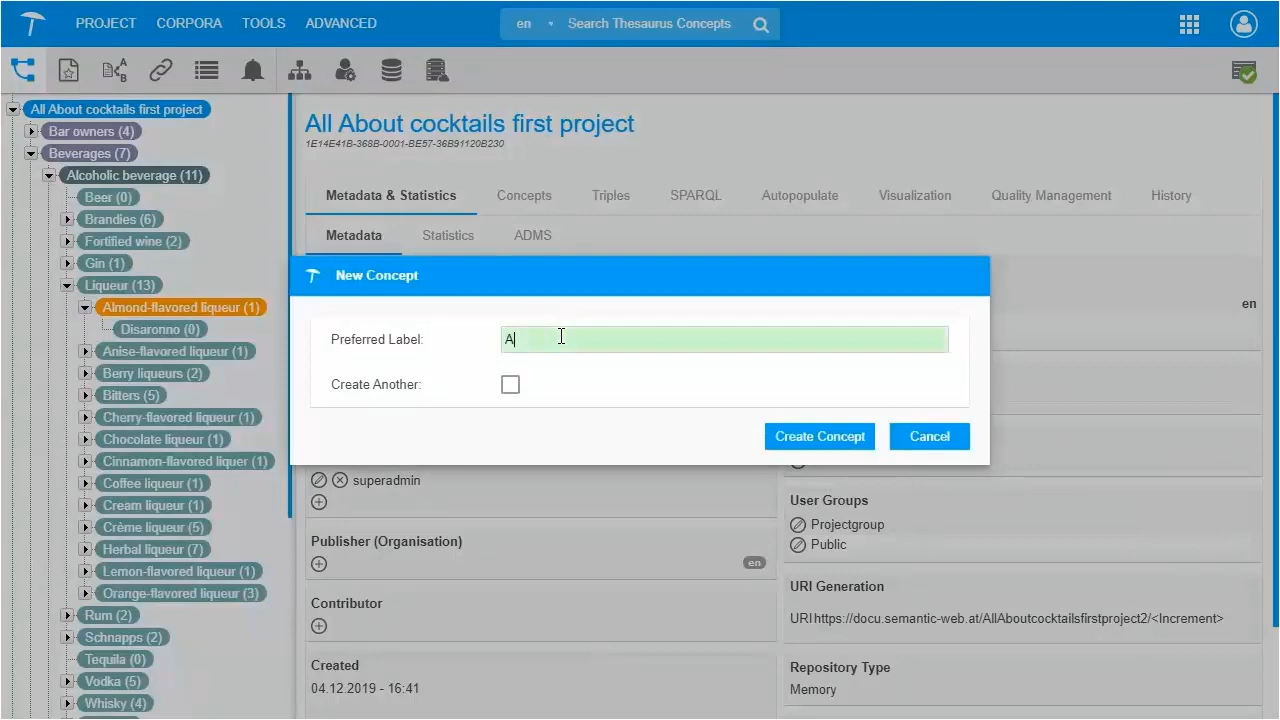 PROJECT CORPORA TOOLS ADVANCED en Search Thesaurus Concepts
All About cocktails first project
Bar owners (4)
Beverages (7)
Alcoholic beverage (11)
Beer (0)
Brandies (6)
Fortified wine (2)
Gin (1)
Liqueur (13)
Almond-flavored liqueur (1)
Disaronno (0)
Anise-flavored liqueur (1)
Berry liqueurs (2)
Bitters (5)
Cherry-flavored liqueur (1)
Chocolate liqueur (1)
Cinnamon-flavored liquer (1)
Coffee liqueur (1)
Cream liqueur (1)
Crème liqueur (5)
Herbal liqueur (7)
Lemon-flavored liqueur (1)
Orange-flavored liqueur (3)
Rum (2)
Schnapps (2)
Tequila (0)
Vodka (5)
Whisky (4)
All About cocktails first project
1E14E41B-368B-0001-BE57-36B91120B230
Metadata & Statistics Concepts Triples SPARQL Autopopulate Visualization Quality Management History
Metadata Statistics ADMS
en
New Concept
Preferred Label: A
Create Another:
Create Concept Cancel
superadmin
Publisher (Organisation)
en
Contributor
Created
04.12.2019 - 16:41
User Groups
Projectgroup
Public
URI Generation
URI https://docu.semantic-web.at/AllAboutcocktailsfirstproject2/<Increment>
Repository Type
Memory